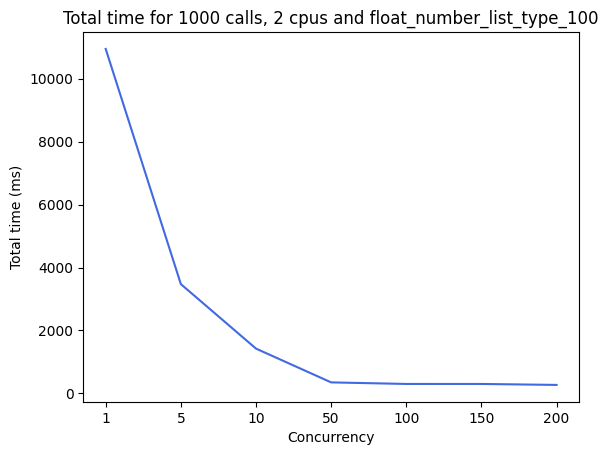 Total time for 1000 calls, 2 cpus and float_number_list_type_100
Total time (ms)
10000
8000
6000
4000
2000
0
1 5 10 50 100 150 200
Concurrency